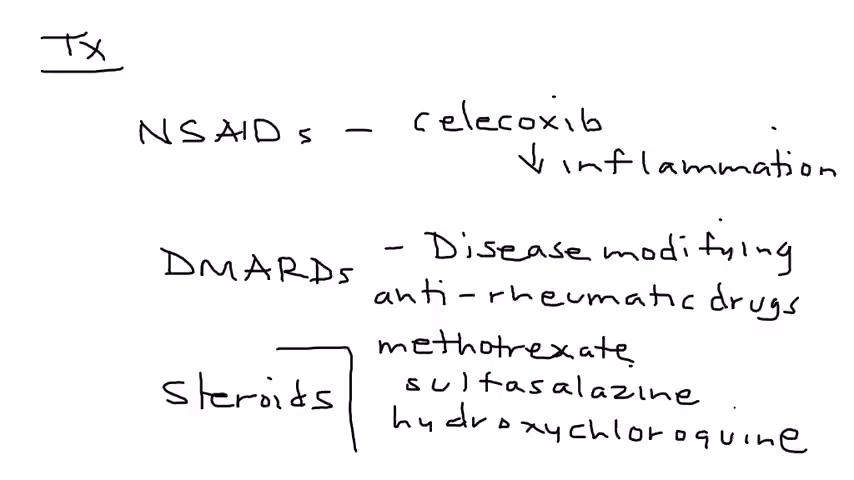 Tx
NSAIDs - celecoxib
↓ inflammation
DMARDs - Disease modifying
anti-rheumatic drugs
methotrexate
sulfasalazine
hydroxychloroquine
Steroids